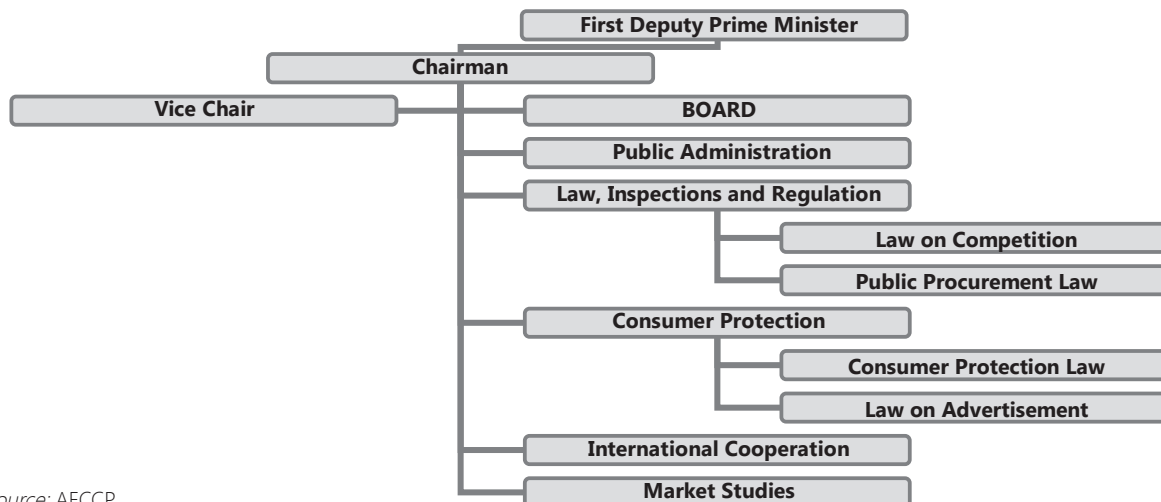 First Deputy Prime Minister
Chairman
Vice Chair
BOARD
Public Administration
Law, Inspections and Regulation
Law on Competition
Public Procurement Law
Consumer Protection
Consumer Protection Law
Law on Advertisement
International Cooperation
Market Studies